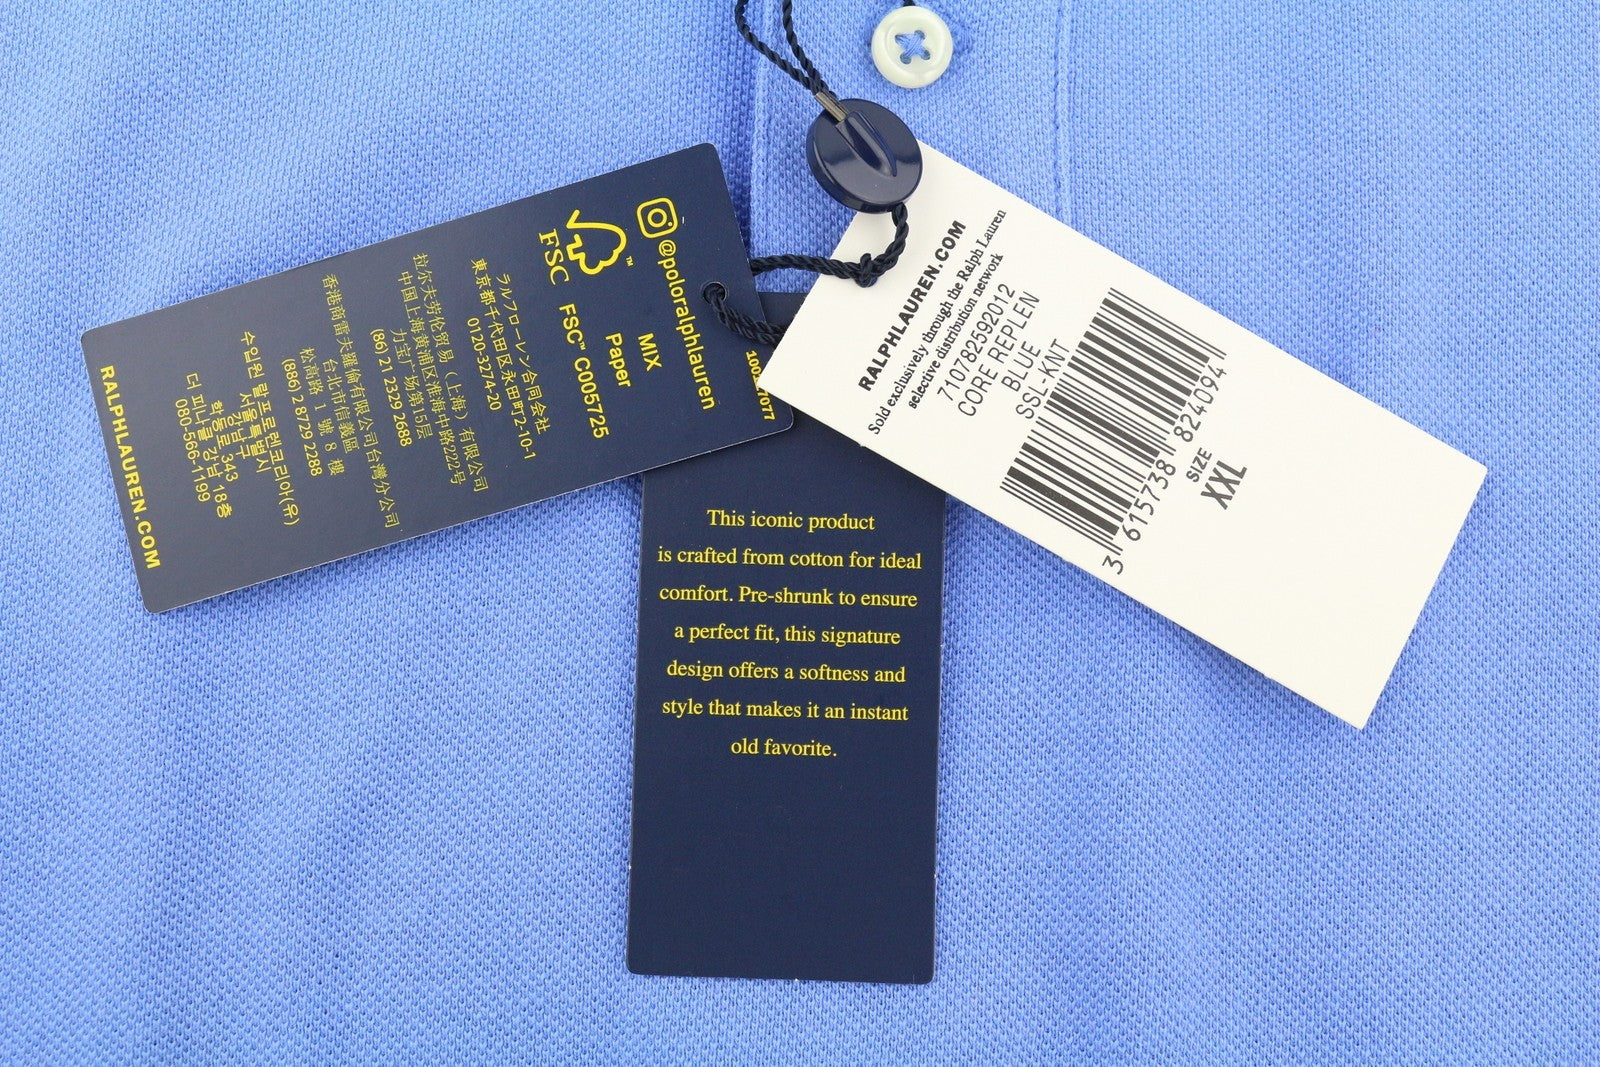 @poloralphlauren
MIX
Paper
FSC™ C005725
FSC
™
ラルフローレン合同会社
東京都千代田区永田町2-10-1
0120-3274-20
拉尔夫劳伦贸易（上海）有限公司
中国上海黄浦区淮海中路222号
力宝广场第15层
(86) 21 2329 2688
香港商雷夫羅倫有限公司台灣分公司
台北市信義區
松高路 1 號 8 樓
(886) 2 8729 2288
수입원 랄프로렌코리아(유)
서울특별시
강남구
학동로 343
더 피나클 강남 18층
080-566-1199
RALPHLAUREN.COM
7077
This iconic product
is crafted from cotton for ideal
comfort. Pre-shrunk to ensure
a perfect fit, this signature
design offers a softness and
style that makes it an instant
old favorite.
RALPHLAUREN.COM
Sold exclusively through the Ralph Lauren
selective distribution network
710782592012
CORE REPLEN
BLUE
SSL-KNT
3 615738 824094
SIZE
XXL